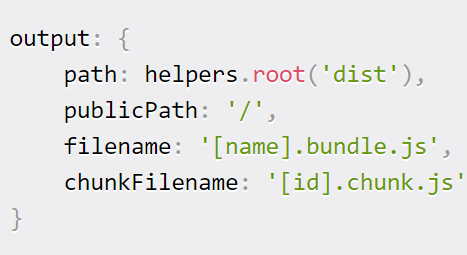 output: {
    path: helpers.root('dist'),
    publicPath: '/',
    filename: '[name].bundle.js',
    chunkFilename: '[id].chunk.js'
}